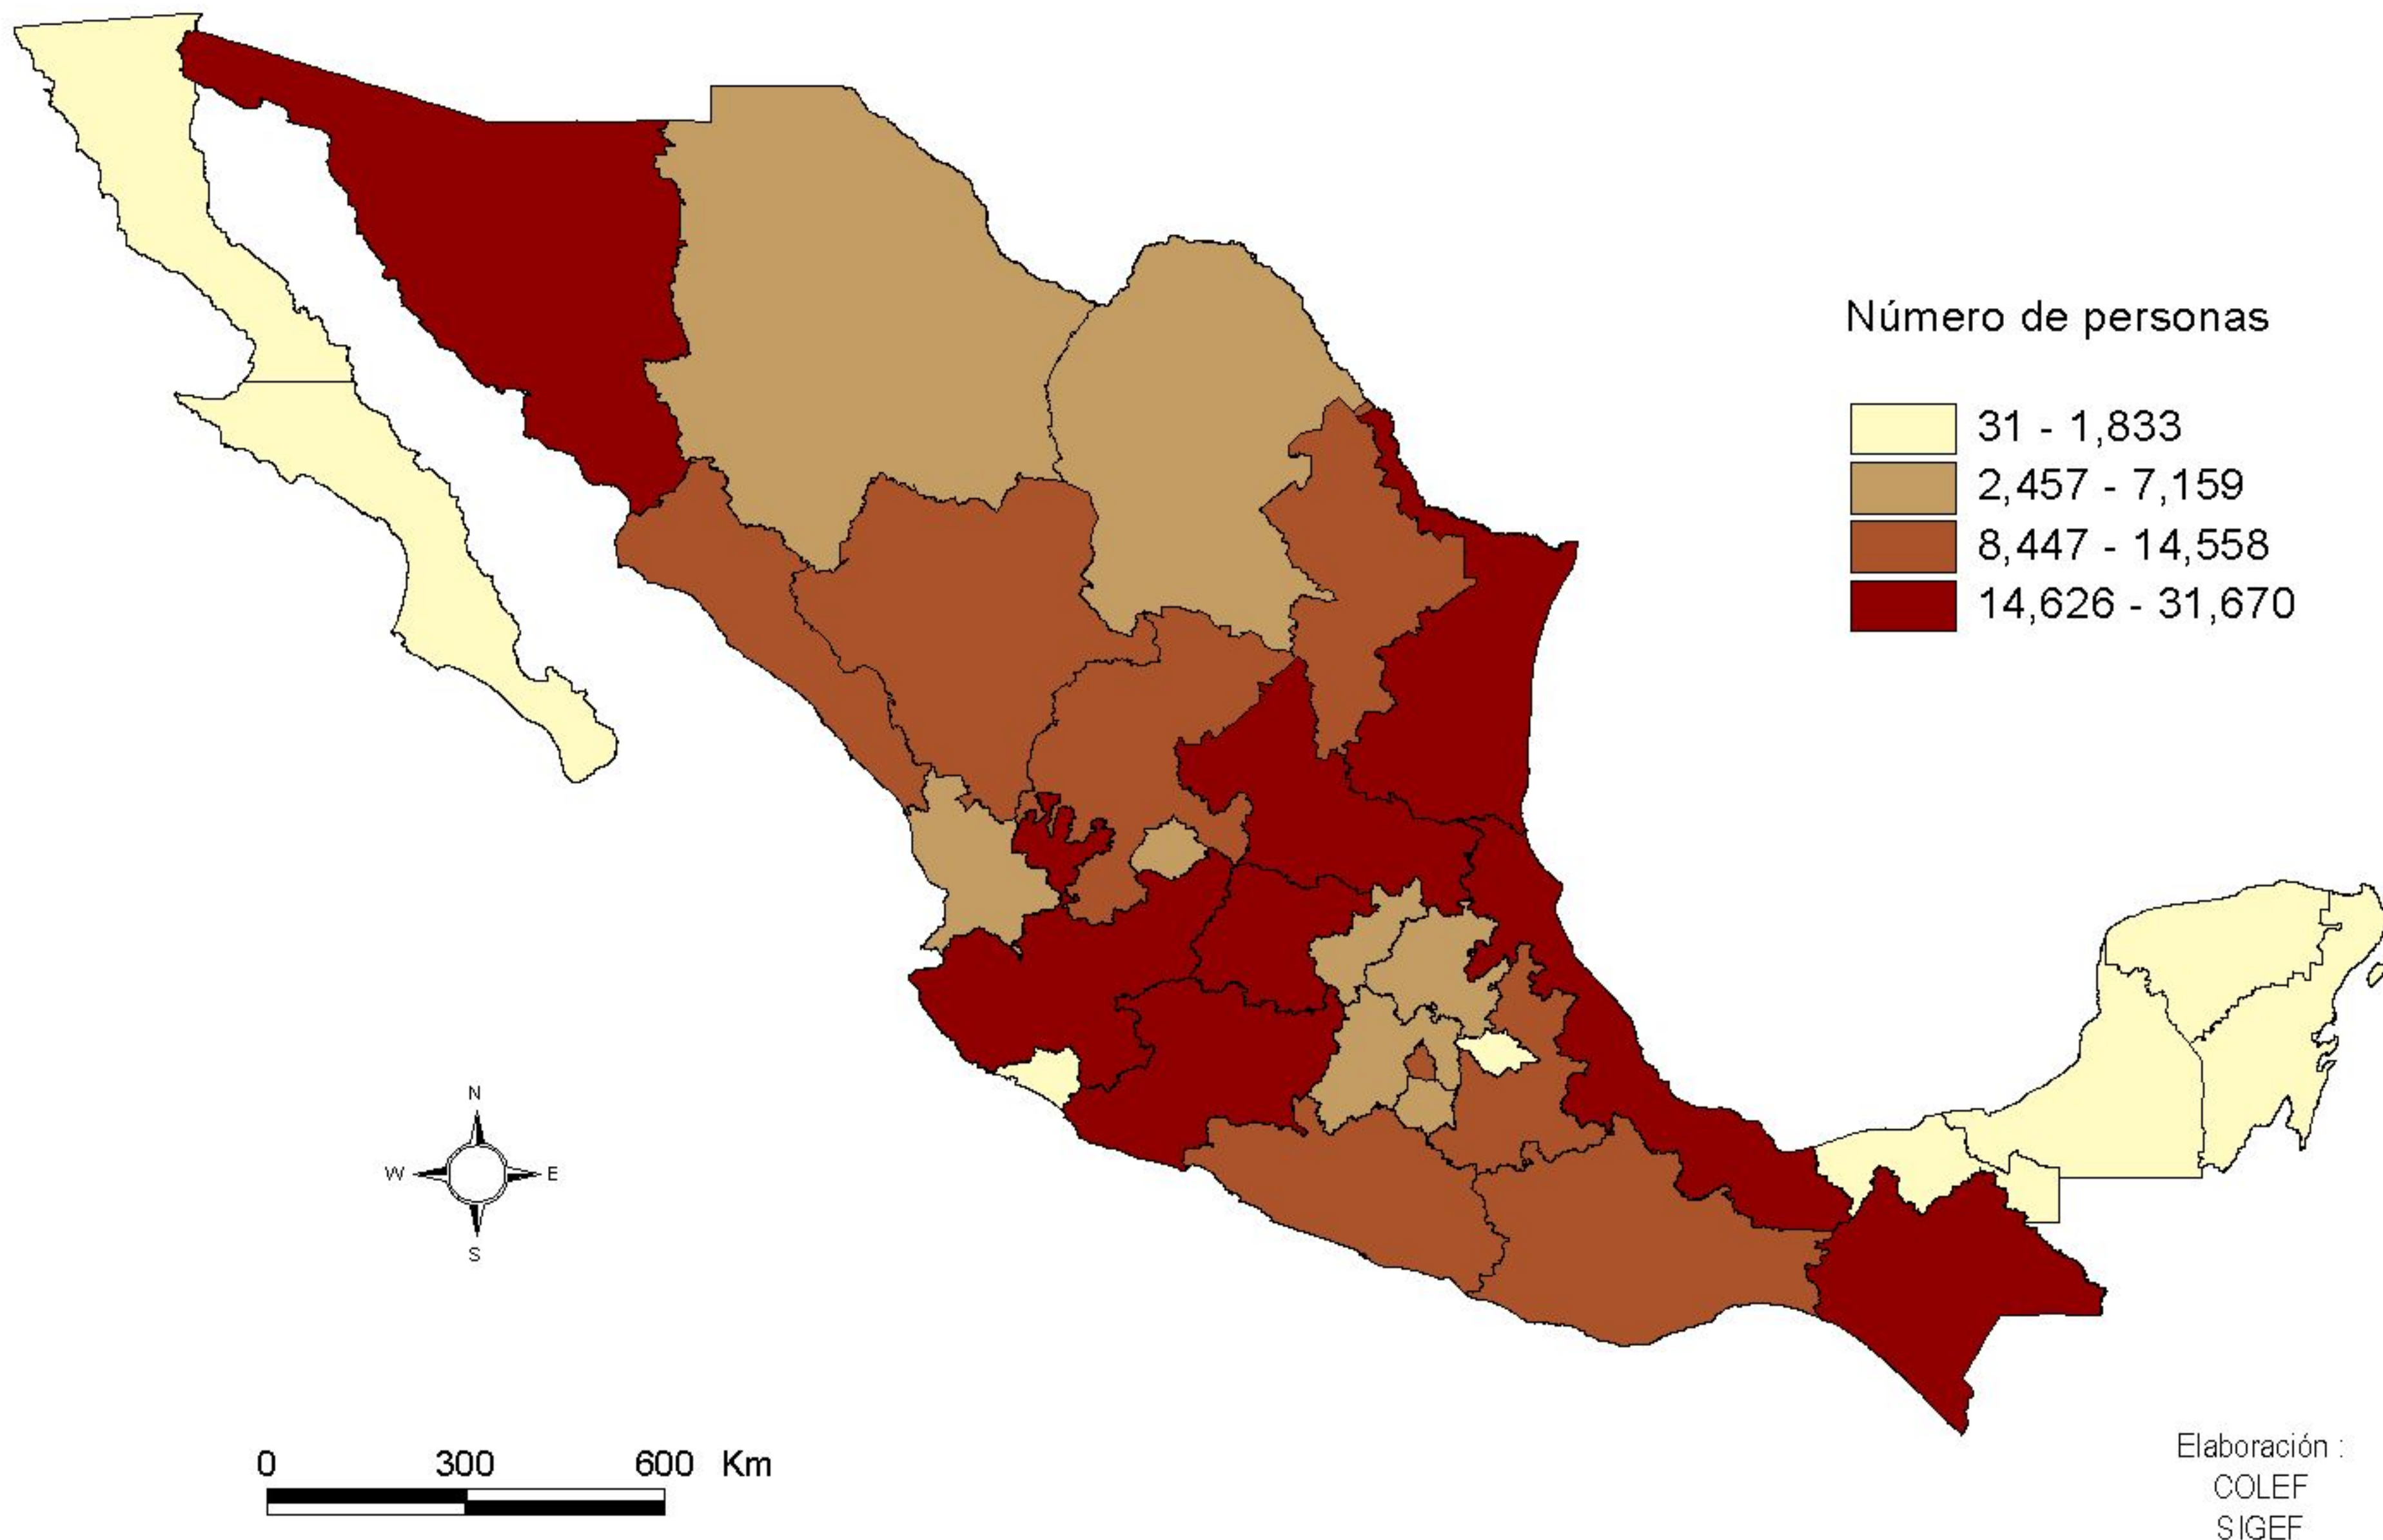 Número de personas
31 - 1,833
2,457 - 7,159
8,447 - 14,558
14,626 - 31,670
N
W E
S
0 300 600 Km
Elaboración :
COLEF
SIGEF